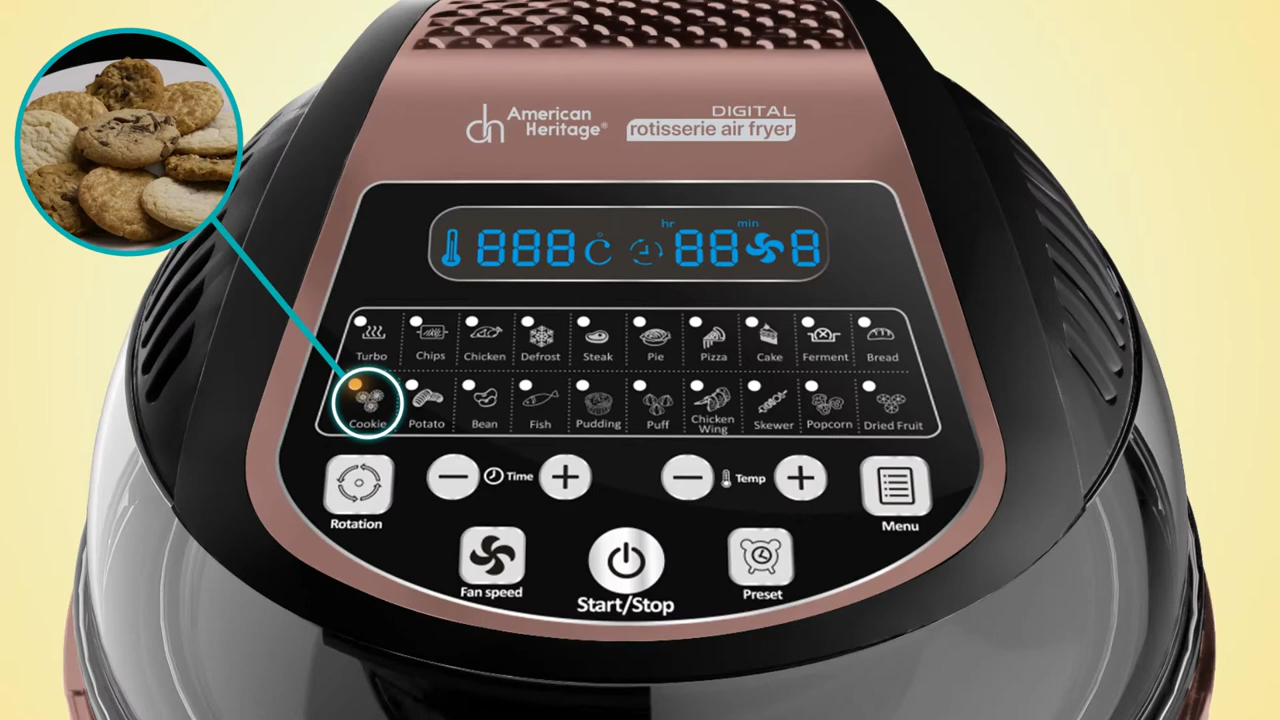 American
Heritage®
DIGITAL
rotisserie air fryer
hr
min
888°C
88
8
Turbo
Chips
Chicken
Defrost
Steak
Pie
Pizza
Cake
Ferment
Bread
Cookie
Potato
Bean
Fish
Pudding
Puff
Chicken
Wing
Skewer
Popcorn
Dried Fruit
Time
Temp
Rotation
Menu
Fan speed
Start/Stop
Preset